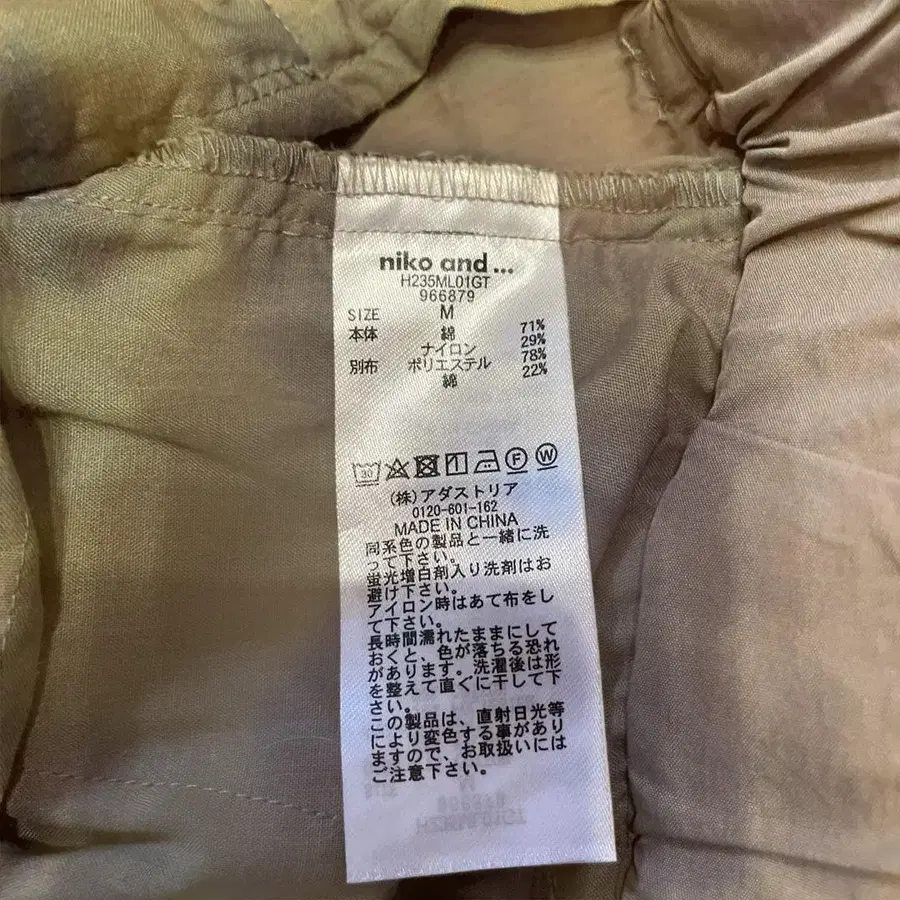 niko and ...
H235ML01GT
966879
SIZE M
本体 綿 71%
ナイロン 29%
別布 ポリエステル 78%
綿 22%
30 F W
(株)アダストリア
0120-601-162
MADE IN CHINA
同系色の製品と一緒に洗
って下さい。
蛍光増白剤入り洗剤はお
避け下さい。
アイロン時はあて布をし
て下さい。
長時間濡れたままにして
おくと、色が落ちる恐れ
があります。洗濯後は形
を整えて直ぐに干して下
さい。
この製品は、直射日光等
により変色する事があり
ますので、お取扱いには
ご注意下さい。